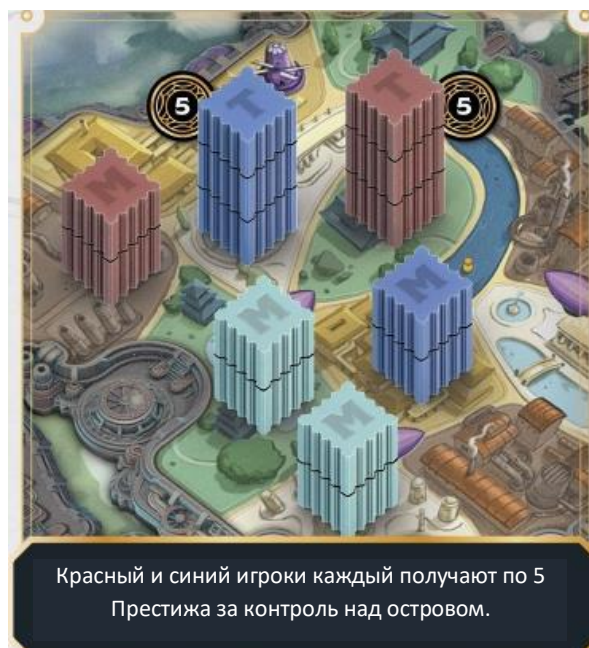 5
T
T
5
M
M
M
M
Красный и синий игроки каждый получают по 5
Престижа за контроль над островом.